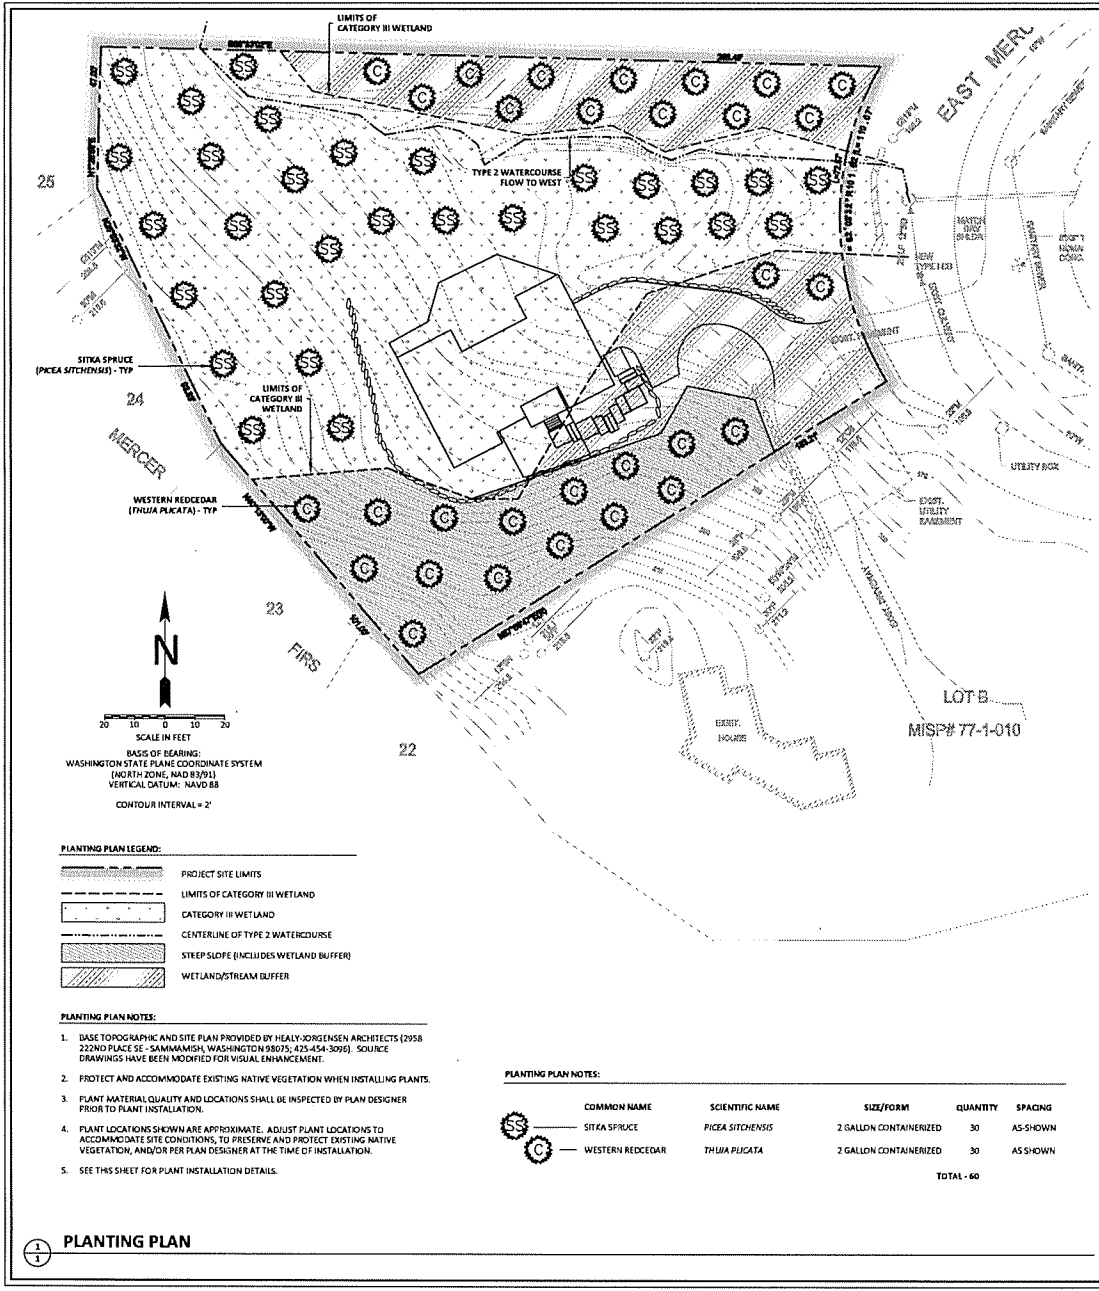 LIMITS OF
CATEGORY III WETLAND
EAST MERC
TYPE 2 WATERCOURSE
FLOW TO WEST
25
SITKA SPRUCE
(PICEA SITCHENSIS) - TYP
24
LIMITS OF
CATEGORY III
WETLAND
MERCER
WESTERN REDCEDAR
(THUJA PLICATA) - TYP
UTILITY BOX
EXIST.
UTILITY
EASEMENT
23
FIRS
N
20 10 0 10 20
SCALE IN FEET
BASIS OF BEARING:
WASHINGTON STATE PLANE COORDINATE SYSTEM
(NORTH ZONE, NAD 83/91)
VERTICAL DATUM: NAVD 88
CONTOUR INTERVAL = 2'
22
EXIST.
HOUSE
LOT B
MISP# 77-1-010
PLANTING PLAN LEGEND:
PROJECT SITE LIMITS
LIMITS OF CATEGORY III WETLAND
CATEGORY III WETLAND
CENTERLINE OF TYPE 2 WATERCOURSE
STEEP SLOPE (INCLUDES WETLAND BUFFER)
WETLAND/STREAM BUFFER
PLANTING PLAN NOTES:
1. BASE TOPOGRAPHIC AND SITE PLAN PROVIDED BY HEALY-JORGENSEN ARCHITECTS (2958
222ND PLACE SE - SAMMAMISH, WASHINGTON 98075; 425-454-3096). SOURCE
DRAWINGS HAVE BEEN MODIFIED FOR VISUAL ENHANCEMENT.
2. PROTECT AND ACCOMMODATE EXISTING NATIVE VEGETATION WHEN INSTALLING PLANTS.
3. PLANT MATERIAL QUALITY AND LOCATIONS SHALL BE INSPECTED BY PLAN DESIGNER
PRIOR TO PLANT INSTALLATION.
4. PLANT LOCATIONS SHOWN ARE APPROXIMATE. ADJUST PLANT LOCATIONS TO
ACCOMMODATE SITE CONDITIONS, TO PRESERVE AND PROTECT EXISTING NATIVE
VEGETATION, AND/OR PER PLAN DESIGNER AT THE TIME OF INSTALLATION.
5. SEE THIS SHEET FOR PLANT INSTALLATION DETAILS.
PLANTING PLAN NOTES:
COMMON NAME SCIENTIFIC NAME SIZE/FORM QUANTITY SPACING
SS SITKA SPRUCE PICEA SITCHENSIS 2 GALLON CONTAINERIZED 30 AS-SHOWN
C WESTERN REDCEDAR THUJA PLICATA 2 GALLON CONTAINERIZED 30 AS SHOWN
TOTAL - 60
1
1
PLANTING PLAN